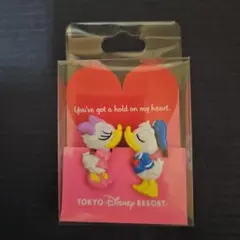 You've got a hold on my heart.
TOKYO Disney RESORT